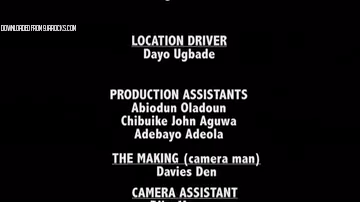 DOWNLOADED FROM 9JAROCKS.COM
LOCATION DRIVER
Dayo Ugbade
PRODUCTION ASSISTANTS
Abiodun Oladoun
Chibuike John Aguwa
Adebayo Adeola
THE MAKING (camera man)
Davies Den
CAMERA ASSISTANT